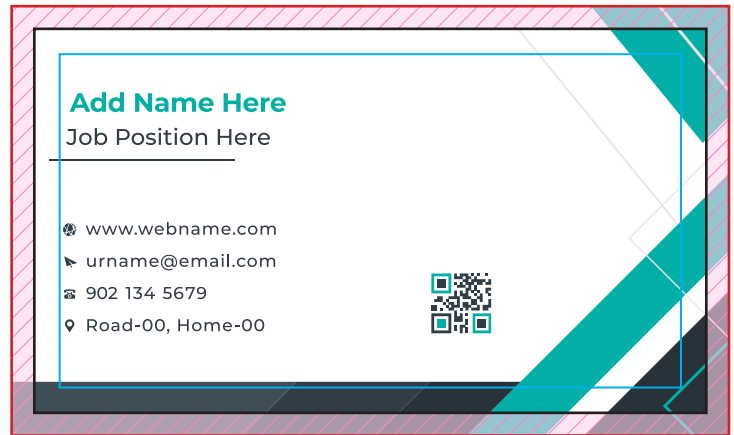 Add Name Here
Job Position Here
www.webname.com
urname@email.com
902 134 5679
Road-00, Home-00